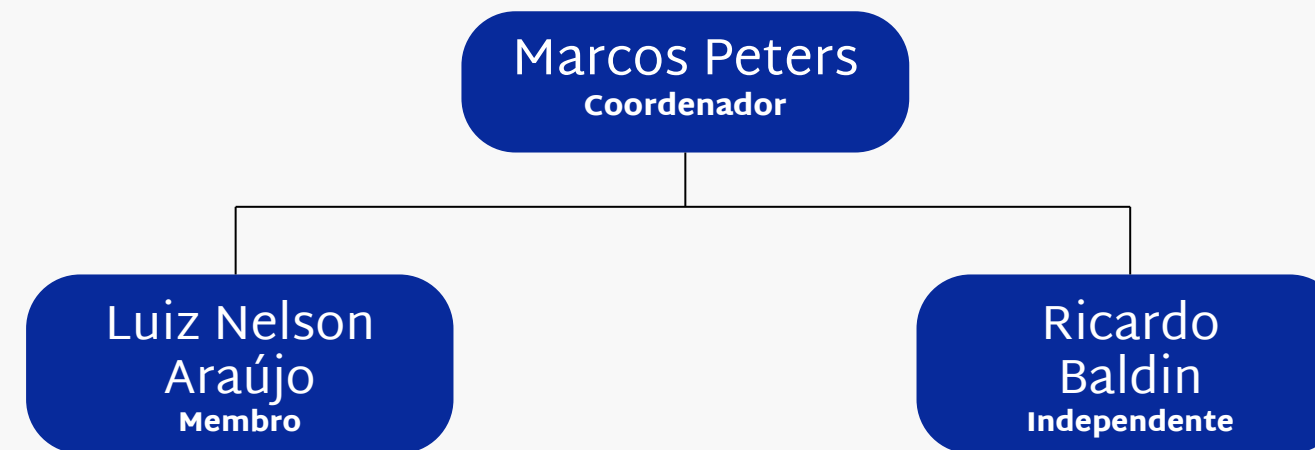 Marcos Peters
Coordenador
Luiz Nelson
Araújo
Membro
Ricardo
Baldin
Independente